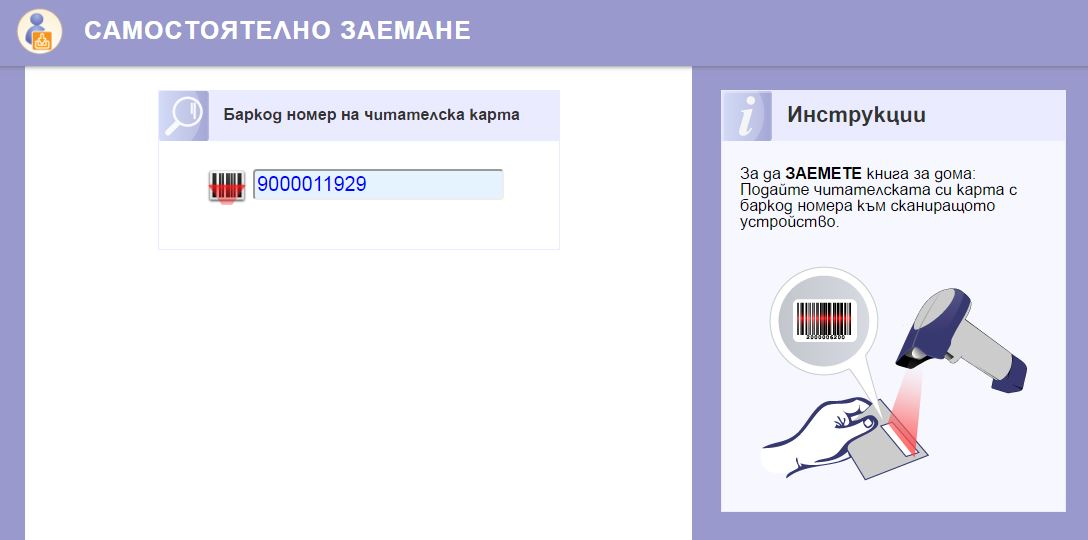 САМОСТОЯТЕЛНО ЗАЕМАНЕ
Баркод номер на читателска карта
9000011929
Инструкции
За да ЗАЕМЕТЕ книга за дома:
Подайте читателската си карта с
баркод номера към сканиращото
устройство.
2000006200